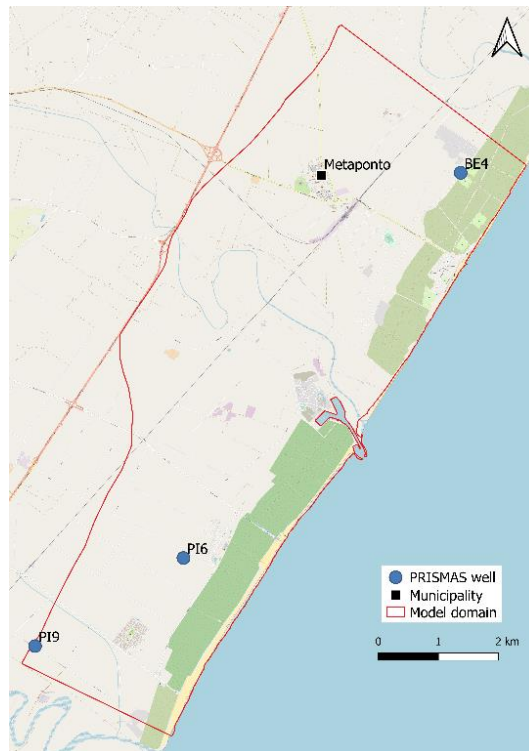 Metaponto
BE4
PI6
PI9
PRISMAS well
Municipality
Model domain
0 1 2 km